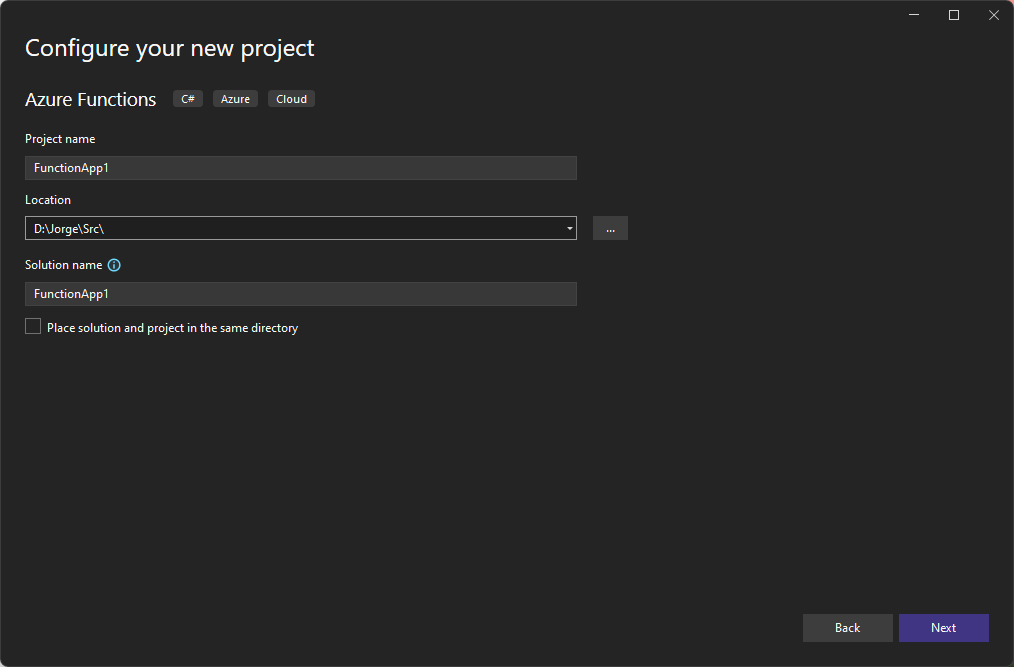 Configure your new project
Azure Functions C# Azure Cloud
Project name
FunctionApp1
Location
D:\Jorge\Src\
...
Solution name
FunctionApp1
Place solution and project in the same directory
Back Next